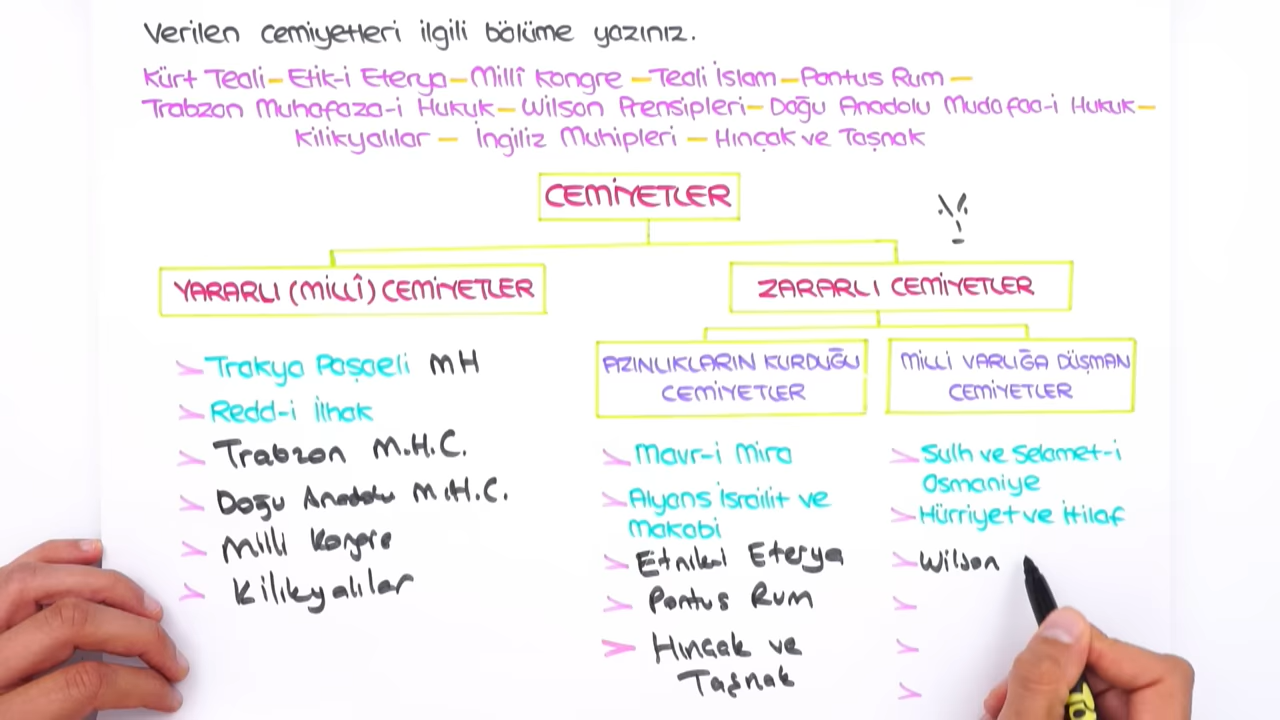 Verilen cemiyetleri ilgili bölüme yazınız.
Kürt Teali – Etik-i Eterya – Millî Kongre – Teali İslam – Pontus Rum –
Trabzon Muhafaza-i Hukuk – Wilson Prensipleri – Doğu Anadolu Mudafaa-i Hukuk –
Kilikyalılar – İngiliz Muhipleri – Hınçak ve Taşnak
CEMİYETLER
YARARLI (MİLLÎ) CEMİYETLER
ZARARLI CEMİYETLER
AZINLIKLARIN KURDUĞU
CEMİYETLER
MİLLİ VARLIĞA DÜŞMAN
CEMİYETLER
Trakya Paşaeli MH
Redd-i İlhak
Trabzon M.H.C.
Doğu Anadolu M.H.C.
Milli Kongre
Kilikyalılar
Mavr-i Mira
Alyans İsrailit ve
Makabi
Etniki Eterya
Pontus Rum
Hınçak ve
Taşnak
Sulh ve Selamet-i
Osmaniye
Hürriyet ve İtilaf
Wilson